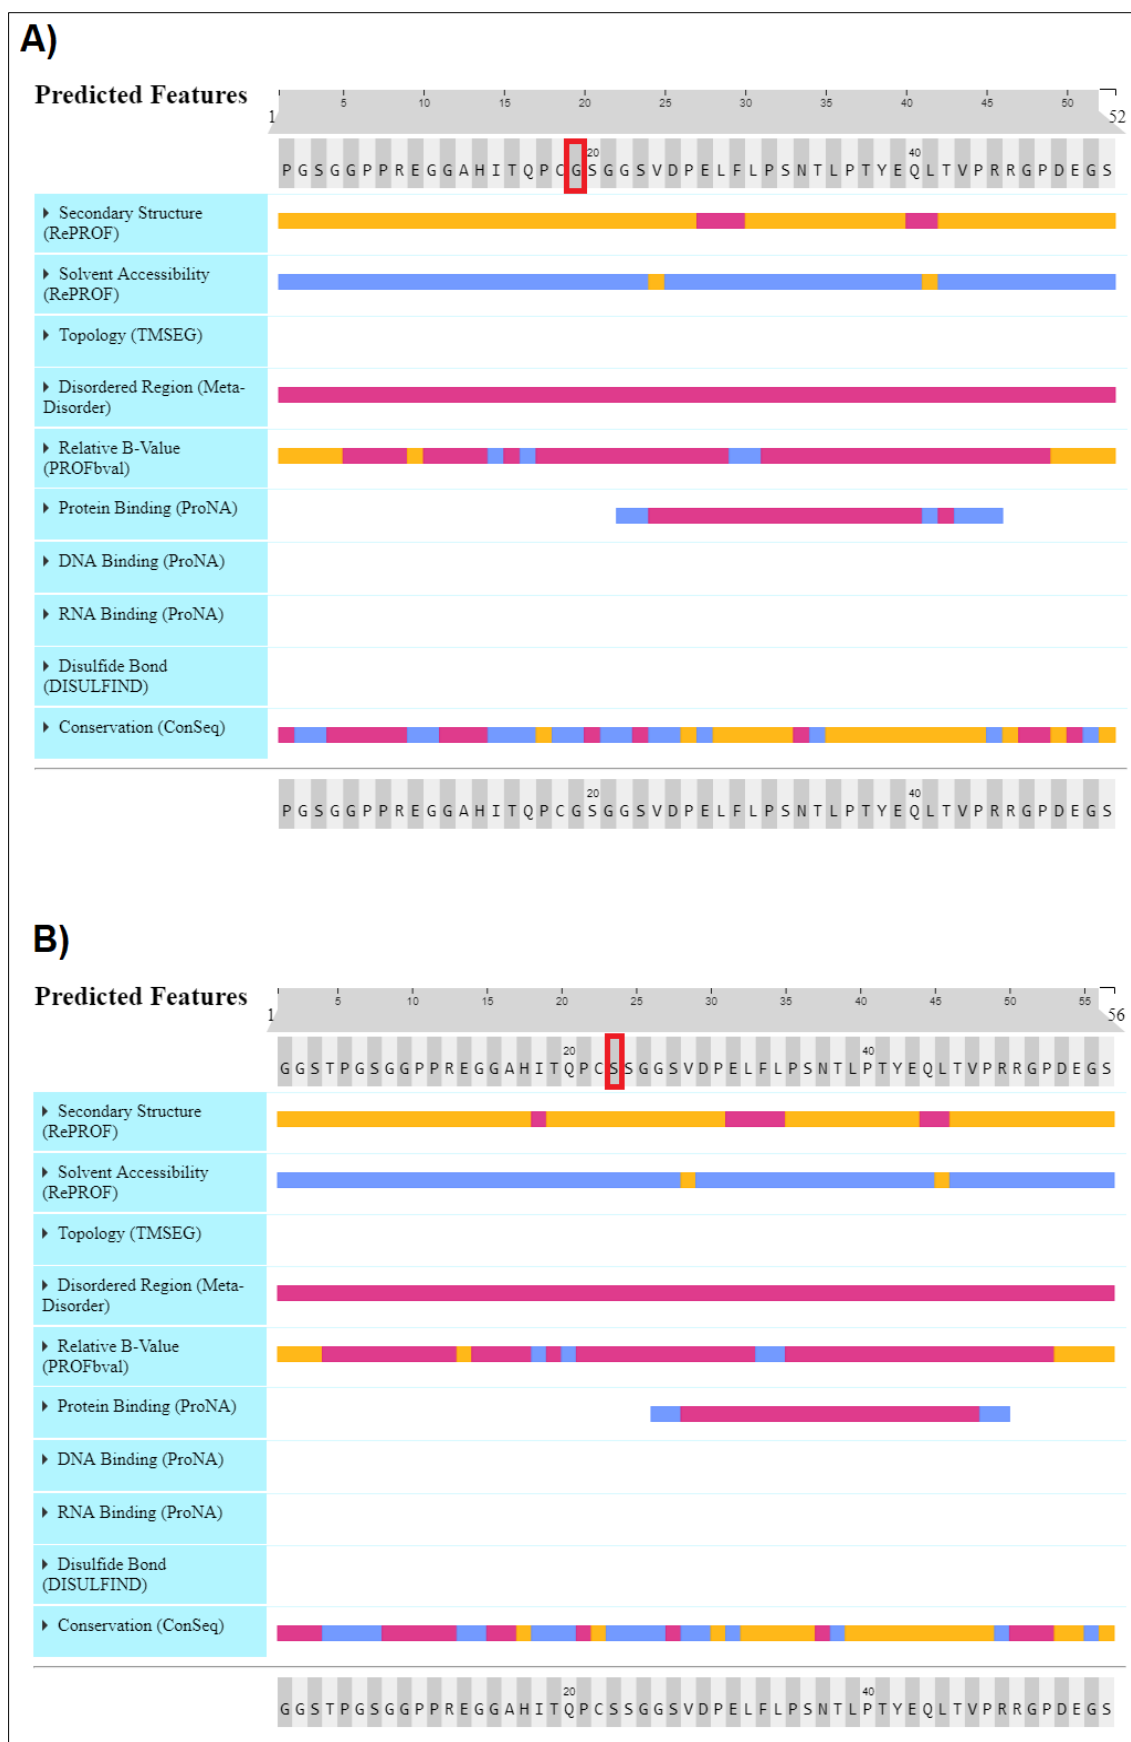 A)
Predicted Features
5 10 15 20 25 30 35 40 45 50
1 52
20 40
PGSGGPPREGGAHITQPCGSGGSVDPELFLPSNTLPTYEQLTVPRRGPDEGS
Secondary Structure
(RePROF)
Solvent Accessibility
(RePROF)
Topology (TMSEG)
Disordered Region (Meta-
Disorder)
Relative B-Value
(PROFbval)
Protein Binding (ProNA)
DNA Binding (ProNA)
RNA Binding (ProNA)
Disulfide Bond
(DISULFIND)
Conservation (ConSeq)
20 40
PGSGGPPREGGAHITQPCGSGGSVDPELFLPSNTLPTYEQLTVPRRGPDEGS
B)
Predicted Features
5 10 15 20 25 30 35 40 45 50 55
1 56
20 40
GGSTPGSGGPPREGGAHITQPCSSGGSVDPELFLPSNTLPTYEQLTVPRRGPDEGS
Secondary Structure
(RePROF)
Solvent Accessibility
(RePROF)
Topology (TMSEG)
Disordered Region (Meta-
Disorder)
Relative B-Value
(PROFbval)
Protein Binding (ProNA)
DNA Binding (ProNA)
RNA Binding (ProNA)
Disulfide Bond
(DISULFIND)
Conservation (ConSeq)
20 40
GGSTPGSGGPPREGGAHITQPCSSGGSVDPELFLPSNTLPTYEQLTVPRRGPDEGS